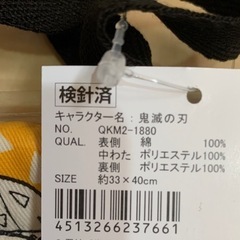 検針済
キャラクター名：鬼滅の刃
NO. QKM2-1880
QUAL. 表側 綿 100%
中わた ポリエステル100%
裏側 ポリエステル100%
SIZE 約33×40cm
4513266237661